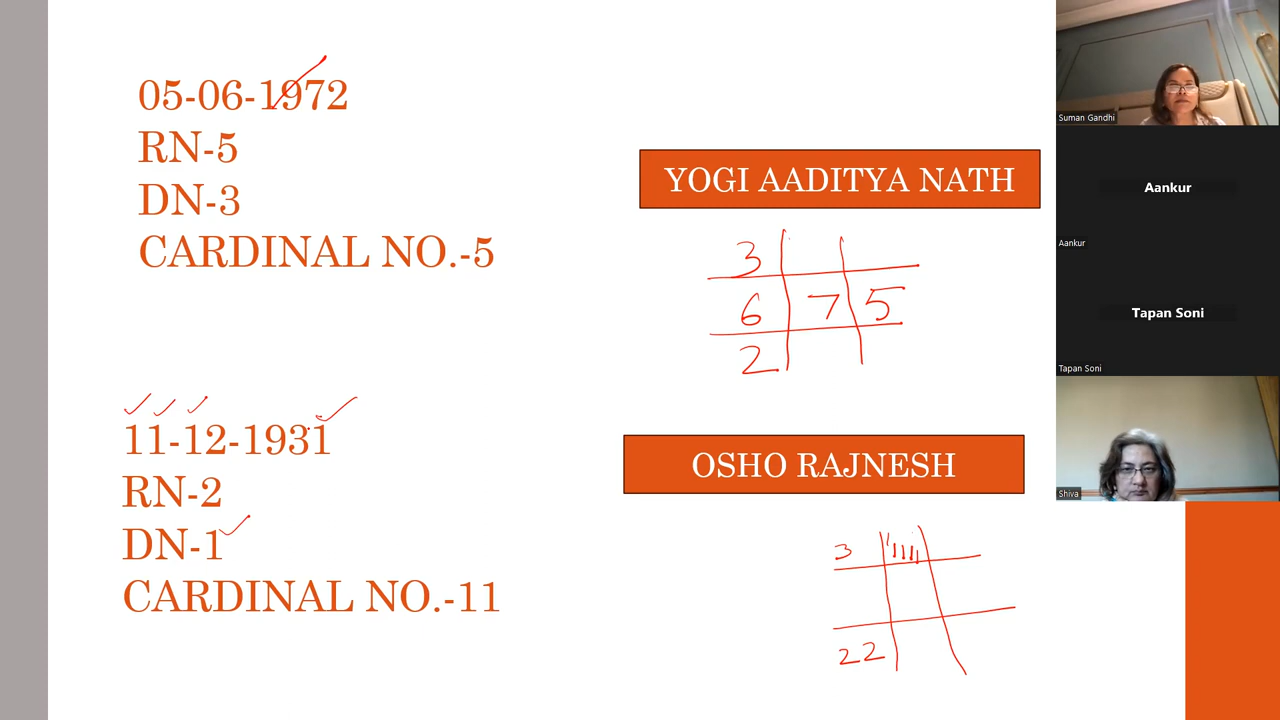 05-06-1972
RN-5
DN-3
CARDINAL NO.-5
YOGI AADITYA NATH
3
6 7 5
2
11-12-1931
RN-2
DN-1
CARDINAL NO.-11
OSHO RAJNESH
3 11111
22
Suman Gandhi
Aankur
Aankur
Tapan Soni
Tapan Soni
Shiva